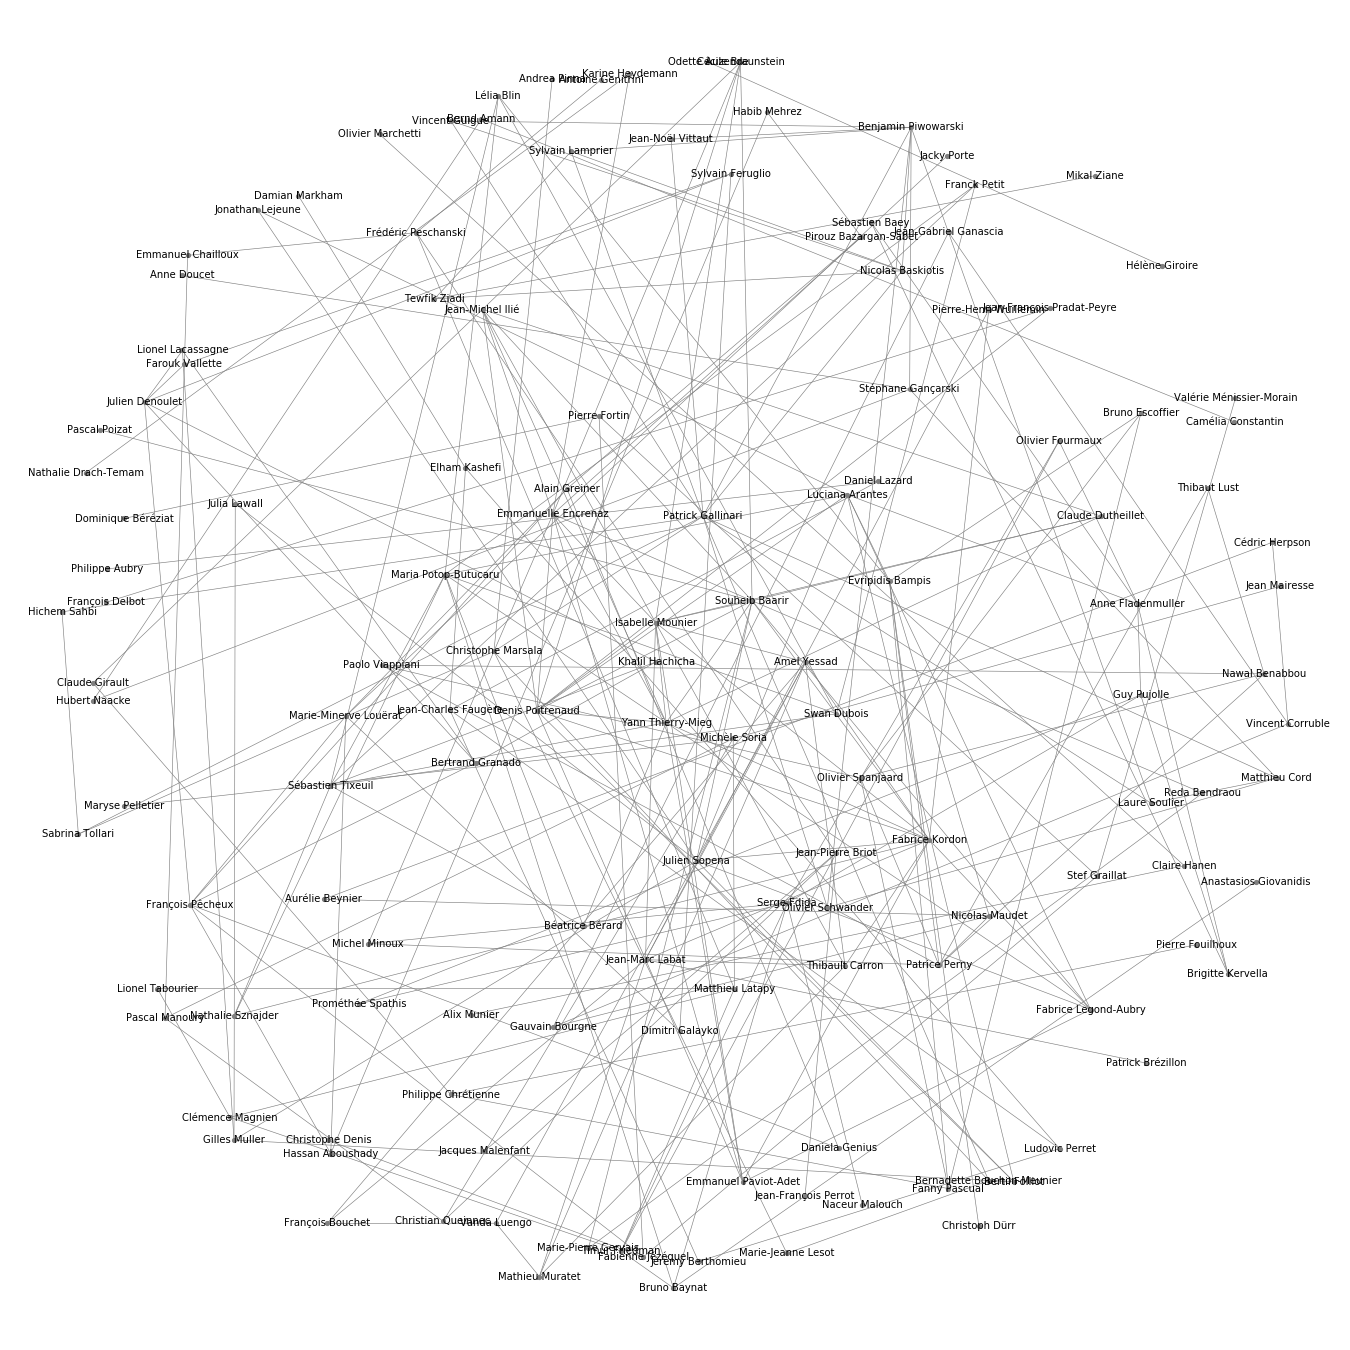 Odette Auzende
Cécile Braunstein
Karine Heydemann
Andrea Pinna
Antoine Genitrini
Lélia Blin
Habib Mehrez
Vincent Guigue
Bernd Amann
Benjamin Piwowarski
Olivier Marchetti
Jean-Noël Vittaut
Sylvain Lamprier
Jacky Porte
Sylvain Feruglio
Mikal Ziane
Franck Petit
Damian Markham
Jonathan Lejeune
Sébastien Baey
Frédéric Peschanski
Jean-Gabriel Ganascia
Pirouz Bazargan-Sabet
Emmanuel Chailloux
Hélène Giroire
Nicolas Baskiotis
Anne Doucet
Tewfik Ziadi
Jean-Michel Ilié
Pierre-Henri Wuillemin
Jean-François Pradat-Peyre
Lionel Lacassagne
Farouk Vallette
Stéphane Gançarski
Valérie Ménissier-Morain
Julien Denoulet
Bruno Escoffier
Pierre Fortin
Camélia Constantin
Pascal Poizat
Olivier Fourmaux
Elham Kashefi
Nathalie Drach-Temam
Daniel Lazard
Thibaut Lust
Alain Greiner
Luciana Arantes
Julia Lawall
Emmanuelle Encrenaz
Patrick Gallinari
Claude Dutheillet
Dominique Béréziat
Cédric Herpson
Philippe Aubry
Maria Potop-Butucaru
Evripidis Bampis
Jean Mairesse
François Delbot
Souheib Baarir
Anne Fladenmuller
Hichem Sahbi
Isabelle Mounier
Christophe Marsala
Khalil Hachicha
Amel Yessad
Paolo Viappiani
Nawal Benabbou
Claude Girault
Guy Pujolle
Hubert Naacke
Jean-Charles Faugère
Denis Poitrenaud
Swan Dubois
Marie-Minerve Louërat
Yann Thierry-Mieg
Vincent Corruble
Michèle Soria
Bertrand Granado
Olivier Spanjaard
Matthieu Cord
Sébastien Tixeuil
Reda Bendraou
Laure Soulier
Maryse Pelletier
Sabrina Tollari
Fabrice Kordon
Jean-Pierre Briot
Julien Sopena
Claire Hanen
Stef Graillat
Anastasios Giovanidis
Aurélie Beynier
Serge Fdida
François Pêcheux
Olivier Schwander
Nicolas Maudet
Béatrice Bérard
Michel Minoux
Pierre Fouilhoux
Jean-Marc Labat
Thibault Carron
Patrice Perny
Brigitte Kervella
Lionel Tabourier
Matthieu Latapy
Prométhée Spathis
Fabrice Legond-Aubry
Alix Munier
Nathalie Sznajder
Pascal Manoury
Gauvain Bourgne
Dimitri Galayko
Patrick Brézillon
Philippe Chrétienne
Clémence Magnien
Gilles Muller
Christophe Denis
Daniela Genius
Ludovic Perret
Jacques Malenfant
Hassan Aboushady
Emmanuel Paviot-Adet
Bernadette Bouchon-Meunier
Bertil Folliot
Fanny Pascual
Jean-François Perrot
Naceur Malouch
Christian Queinnec
François Bouchet
Vanda Luengo
Christoph Dürr
Marie-Pierre Gervais
Timur Friedman
Marie-Jeanne Lesot
Fabienne Jézéquel
Jérémy Berthomieu
Mathieu Muratet
Bruno Baynat